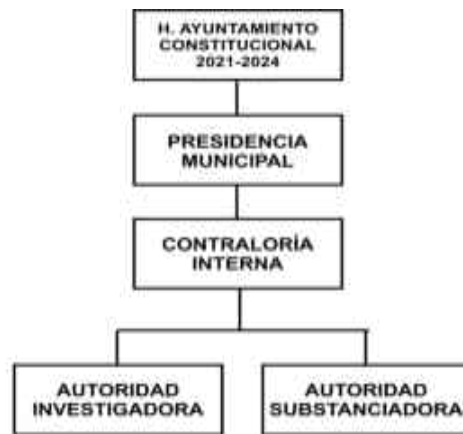 H. AYUNTAMIENTO
CONSTITUCIONAL
2021-2024
PRESIDENCIA
MUNICIPAL
CONTRALORÍA
INTERNA
AUTORIDAD
INVESTIGADORA
AUTORIDAD
SUBSTANCIADORA